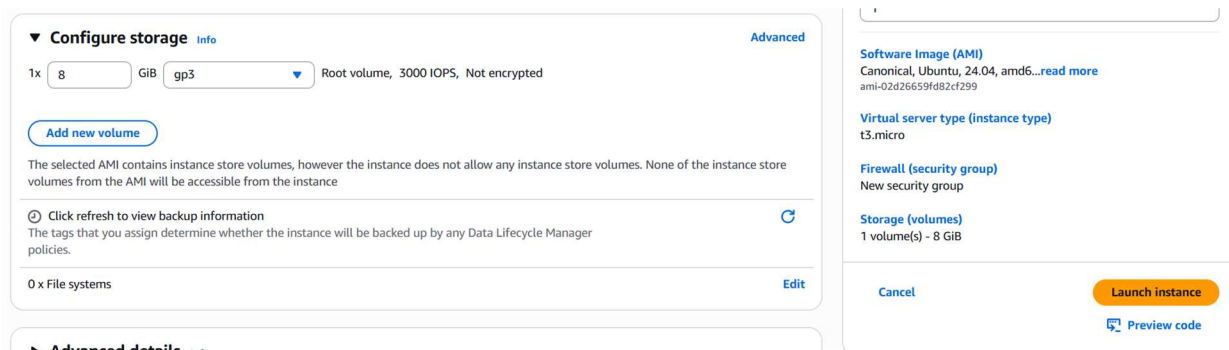 Configure storage Info
Advanced
1x 8 GiB gp3 Root volume, 3000 IOPS, Not encrypted
Add new volume
The selected AMI contains instance store volumes, however the instance does not allow any instance store volumes. None of the instance store
volumes from the AMI will be accessible from the instance
Click refresh to view backup information
The tags that you assign determine whether the instance will be backed up by any Data Lifecycle Manager
policies.
0 x File systems
Edit
Advanced details
Software Image (AMI)
Canonical, Ubuntu, 24.04, amd6...read more
ami-02d26659fd82cf299
Virtual server type (instance type)
t3.micro
Firewall (security group)
New security group
Storage (volumes)
1 volume(s) - 8 GiB
Cancel
Launch instance
Preview code